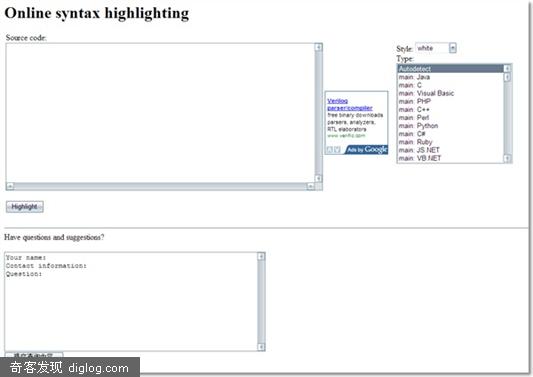 Online syntax highlighting
Source code:
Style: white
Type:
Autodetect
main: Java
main: C
main: Visual Basic
main: PHP
main: C++
main: Perl
main: Python
main: C#
main: Ruby
main: JS.NET
main: VB.NET
Verilog
parser/compiler
free binary downloads
parsers, analyzers,
RTL elaborators
www.verific.com
Ads by Google
Highlight
Have questions and suggestions?
Your name:
Contact information:
Question:
奇客发现 diglog.com